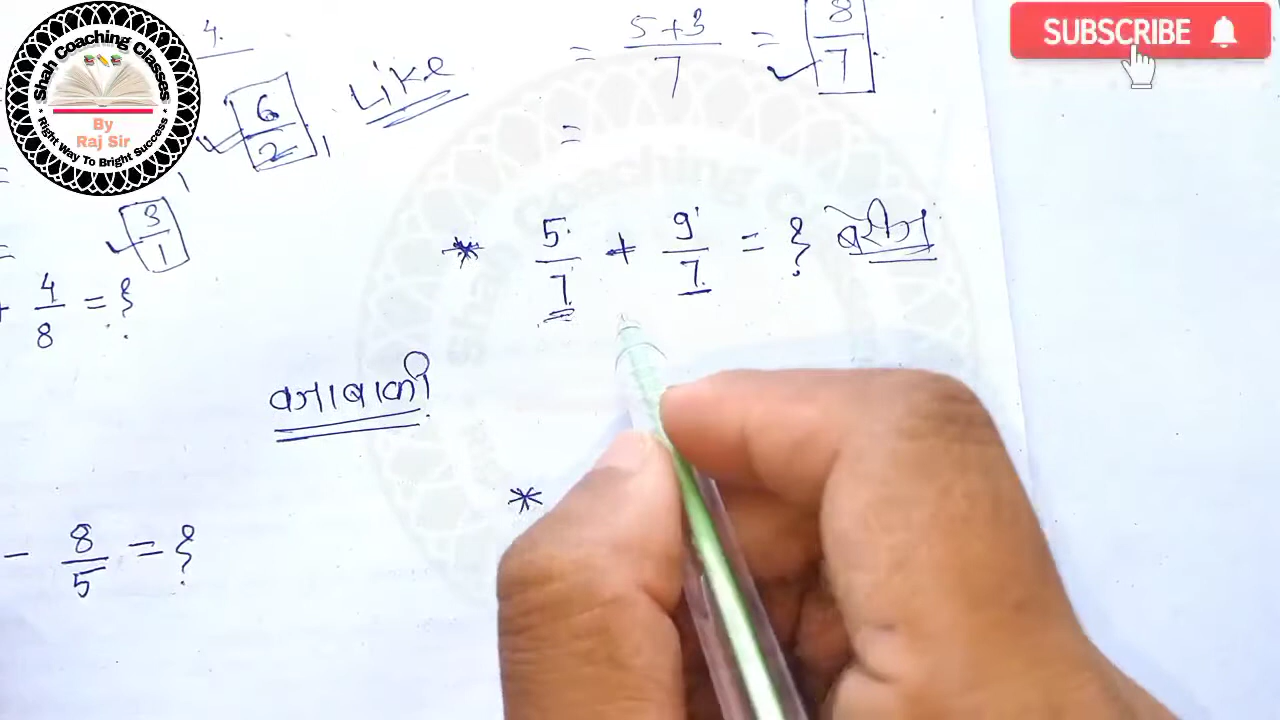 Shah Coaching Classes
By
Raj Sir
* Right Way To Bright Success *
SUBSCRIBE
4.
6/2
Like
= (5+3)/7 = 8/7
=
=
3/1
* 5/7 + 9/7 = ? बेरीज
+ 4/8 = ?
वजाबाकी
*
- 8/5 = ?